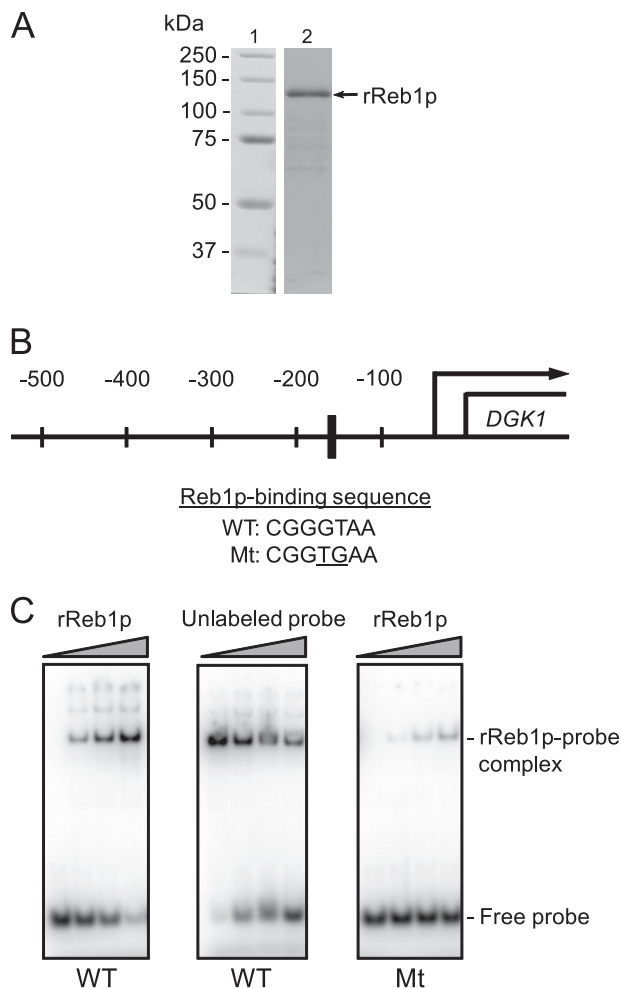 A
kDa
1 2
250 -
150 -
100 -
75 -
50 -
37 -
rReb1p
B
-500 -400 -300 -200 -100
DGK1
Reb1p-binding sequence
WT: CGGGTAA
Mt: CGGTGAA
C
rReb1p Unlabeled probe rReb1p
- rReb1p-probe
complex
- Free probe
WT WT Mt